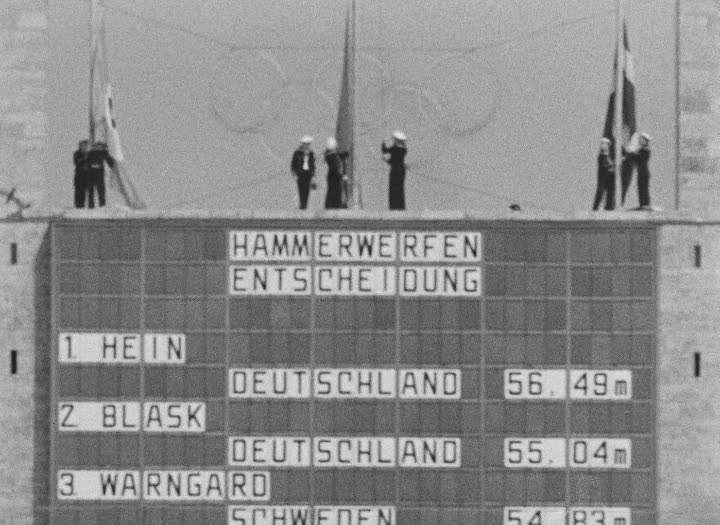 HAMMERWERFEN
ENTSCHEIDUNG
1. HEIN
DEUTSCHLAND 56.49m
2 BLASK
DEUTSCHLAND 55.04m
3 WARNGARD
SCHWEDEN 54.83m